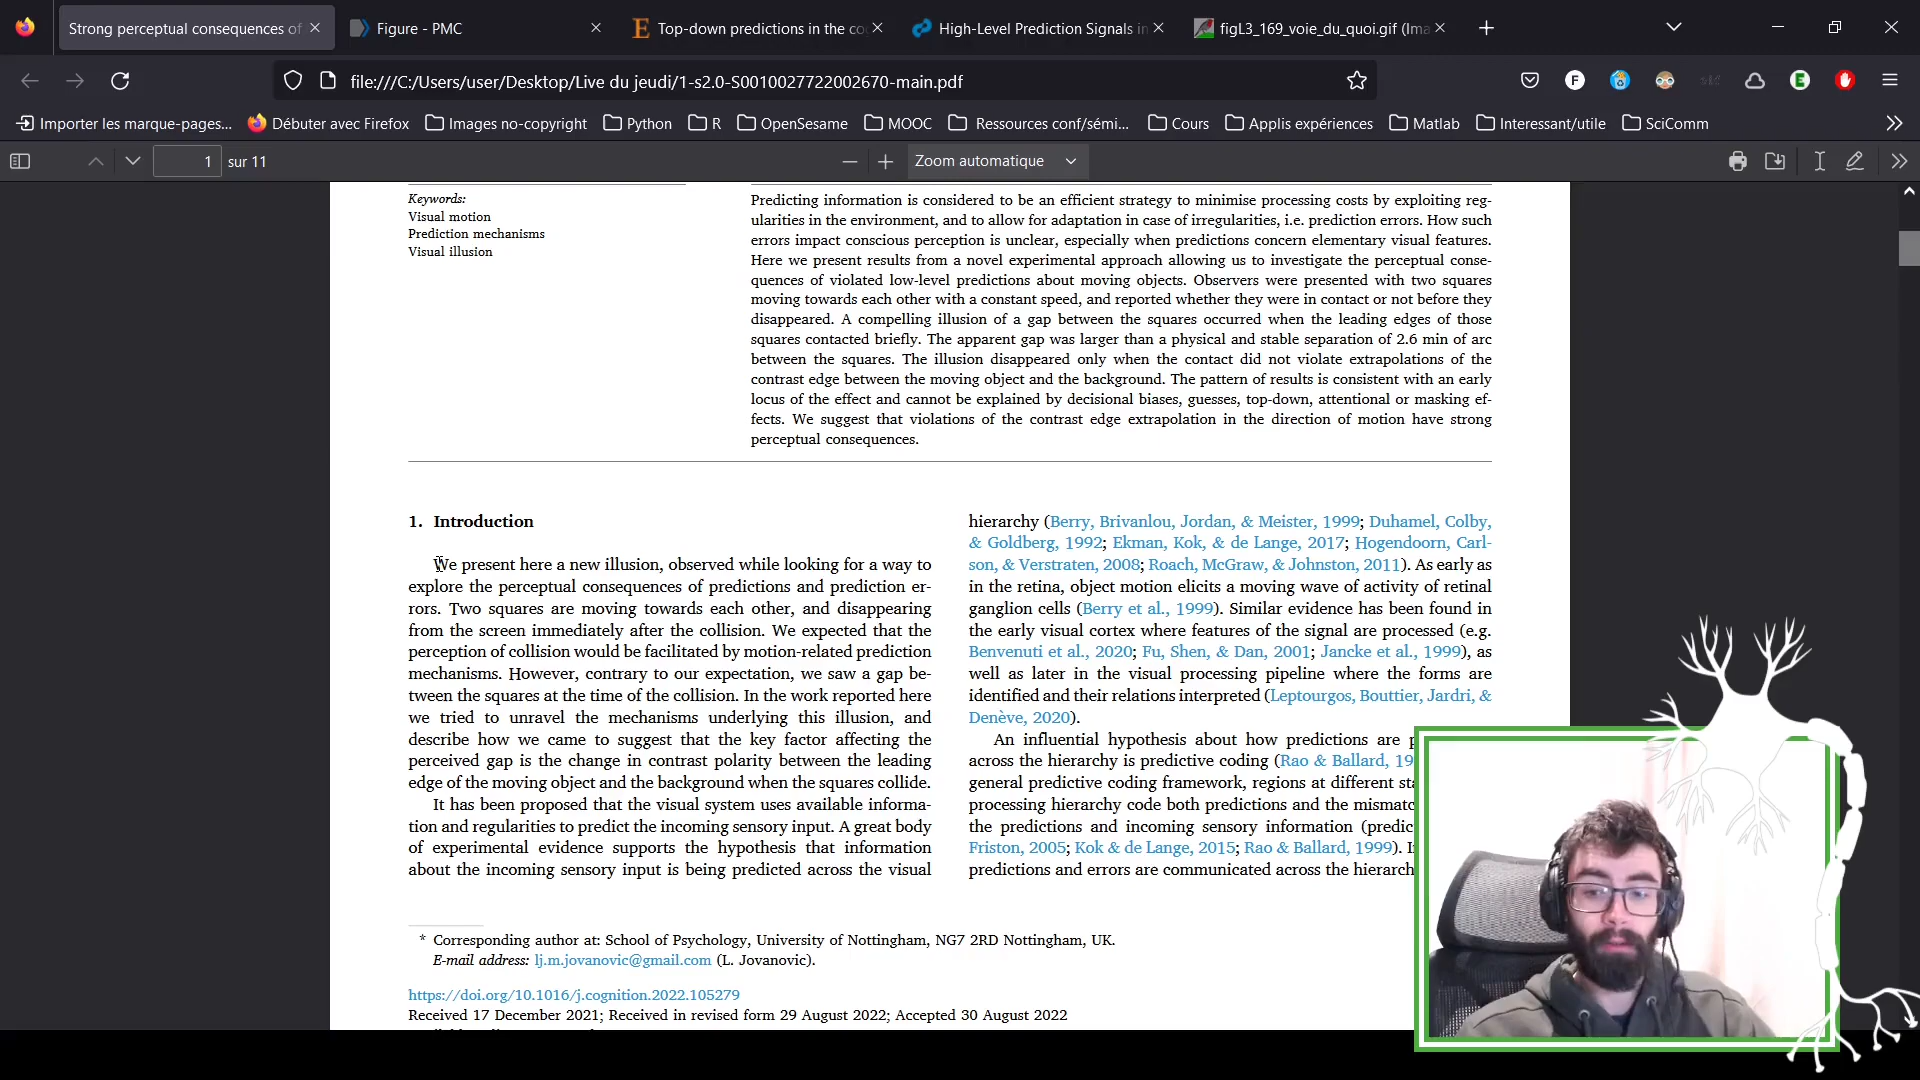 Strong perceptual consequences of
Figure - PMC
Top-down predictions in the co
High-Level Prediction Signals in
figL3_169_voie_du_quoi.gif (Ima
file:///C:/Users/user/Desktop/Live du jeudi/1-s2.0-S0010027722002670-main.pdf
Importer les marque-pages...
Débuter avec Firefox
Images no-copyright
Python
R
OpenSesame
MOOC
Ressources conf/sémi...
Cours
Applis expériences
Matlab
Interessant/utile
SciComm
1 sur 11
Zoom automatique
Keywords:
Visual motion
Prediction mechanisms
Visual illusion
Predicting information is considered to be an efficient strategy to minimise processing costs by exploiting reg-
ularities in the environment, and to allow for adaptation in case of irregularities, i.e. prediction errors. How such
errors impact conscious perception is unclear, especially when predictions concern elementary visual features.
Here we present results from a novel experimental approach allowing us to investigate the perceptual conse-
quences of violated low-level predictions about moving objects. Observers were presented with two squares
moving towards each other with a constant speed, and reported whether they were in contact or not before they
disappeared. A compelling illusion of a gap between the squares occurred when the leading edges of those
squares contacted briefly. The apparent gap was larger than a physical and stable separation of 2.6 min of arc
between the squares. The illusion disappeared only when the contact did not violate extrapolations of the
contrast edge between the moving object and the background. The pattern of results is consistent with an early
locus of the effect and cannot be explained by decisional biases, guesses, top-down, attentional or masking ef-
fects. We suggest that violations of the contrast edge extrapolation in the direction of motion have strong
perceptual consequences.
1. Introduction
We present here a new illusion, observed while looking for a way to
explore the perceptual consequences of predictions and prediction er-
rors. Two squares are moving towards each other, and disappearing
from the screen immediately after the collision. We expected that the
perception of collision would be facilitated by motion-related prediction
mechanisms. However, contrary to our expectation, we saw a gap be-
tween the squares at the time of the collision. In the work reported here
we tried to unravel the mechanisms underlying this illusion, and
describe how we came to suggest that the key factor affecting the
perceived gap is the change in contrast polarity between the leading
edge of the moving object and the background when the squares collide.
It has been proposed that the visual system uses available informa-
tion and regularities to predict the incoming sensory input. A great body
of experimental evidence supports the hypothesis that information
about the incoming sensory input is being predicted across the visual
hierarchy (Berry, Brivanlou, Jordan, & Meister, 1999; Duhamel, Colby,
& Goldberg, 1992; Ekman, Kok, & de Lange, 2017; Hogendoorn, Carl-
son, & Verstraten, 2008; Roach, McGraw, & Johnston, 2011). As early as
in the retina, object motion elicits a moving wave of activity of retinal
ganglion cells (Berry et al., 1999). Similar evidence has been found in
the early visual cortex where features of the signal are processed (e.g.
Benvenuti et al., 2020; Fu, Shen, & Dan, 2001; Jancke et al., 1999), as
well as later in the visual processing pipeline where the forms are
identified and their relations interpreted (Leptourgos, Bouttier, Jardri, &
Denève, 2020).
An influential hypothesis about how predictions are p
across the hierarchy is predictive coding (Rao & Ballard, 19
general predictive coding framework, regions at different sta
processing hierarchy code both predictions and the mismatc
the predictions and incoming sensory information (predic
Friston, 2005; Kok & de Lange, 2015; Rao & Ballard, 1999). I
predictions and errors are communicated across the hierarch
* Corresponding author at: School of Psychology, University of Nottingham, NG7 2RD Nottingham, UK.
E-mail address: lj.m.jovanovic@gmail.com (L. Jovanovic).
https://doi.org/10.1016/j.cognition.2022.105279
Received 17 December 2021; Received in revised form 29 August 2022; Accepted 30 August 2022